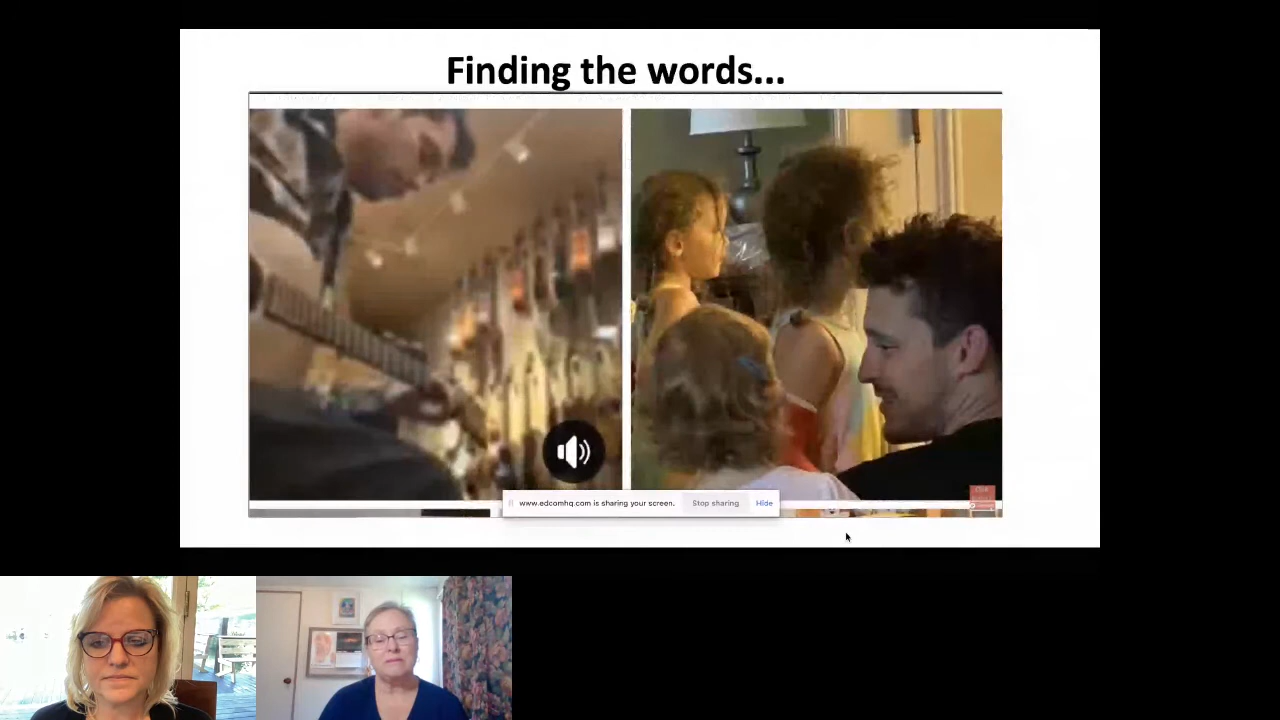 Finding the words...
www.edcomhq.com is sharing your screen. Stop sharing Hide